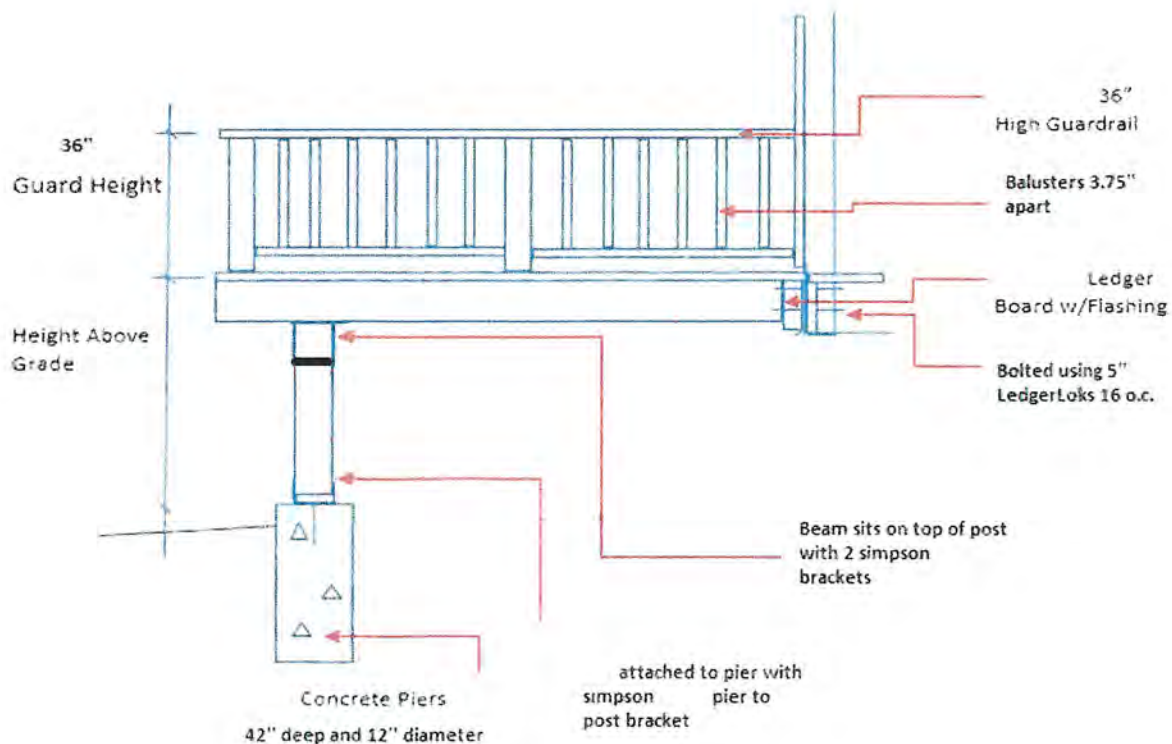 36"
High Guardrail
36"
Guard Height
Balusters 3.75"
apart
Ledger
Board w/Flashing
Height Above
Grade
Bolted using 5"
LedgerLoks 16 o.c.
Beam sits on top of post
with 2 simpson
brackets
attached to pier with
simpson pier to
post bracket
Concrete Piers
42" deep and 12" diameter